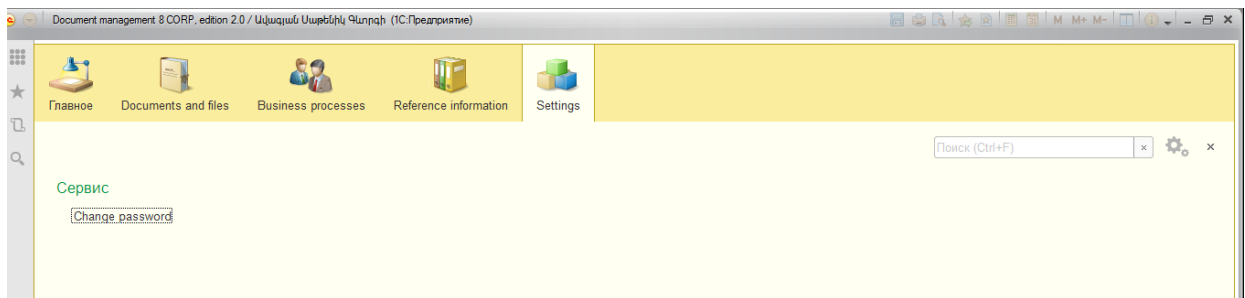 Document management 8 CORP, edition 2.0 / Ավագյան Սաթենիկ Գևորգի (1С:Предприятие) M M+ M-
Главное Documents and files Business processes Reference information Settings
Поиск (Ctrl+F)
Сервис
Change password